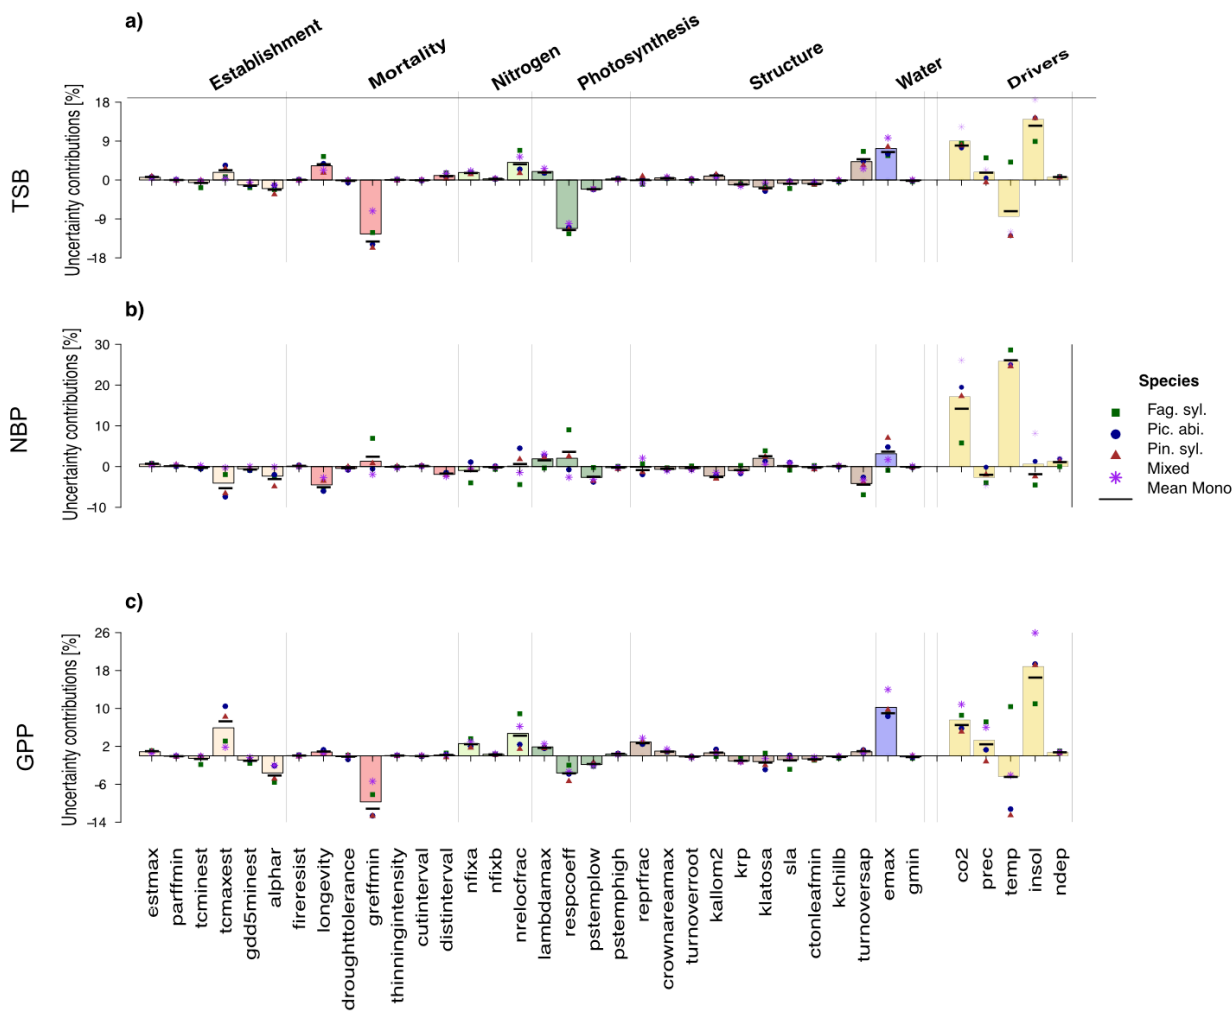 a)
Establishment
Mortality
Nitrogen
Photosynthesis
Structure
Water
Drivers
TSB
Uncertainty contributions [%]
18
9
0
−9
−18
b)
NBP
Uncertainty contributions [%]
30
20
10
0
−10
Species
Fag. syl.
Pic. abi.
Pin. syl.
Mixed
Mean Mono
c)
GPP
Uncertainty contributions [%]
26
18
10
2
−6
−14
estmax
parffmin
tcminest
tcmaxest
gdd5minest
alphar
fireresist
longevity
droughttolerance
greffmin
thinningintensity
cutinterval
distinterval
nfixa
nfixb
nrelocfrac
lambdamax
respcoeff
pstemplow
pstemphigh
reprfrac
crownareamax
turnoverroot
kallom2
krp
klatosa
sla
ctonleafmin
kchillb
turnoversap
emax
gmin
co2
prec
temp
insol
ndep